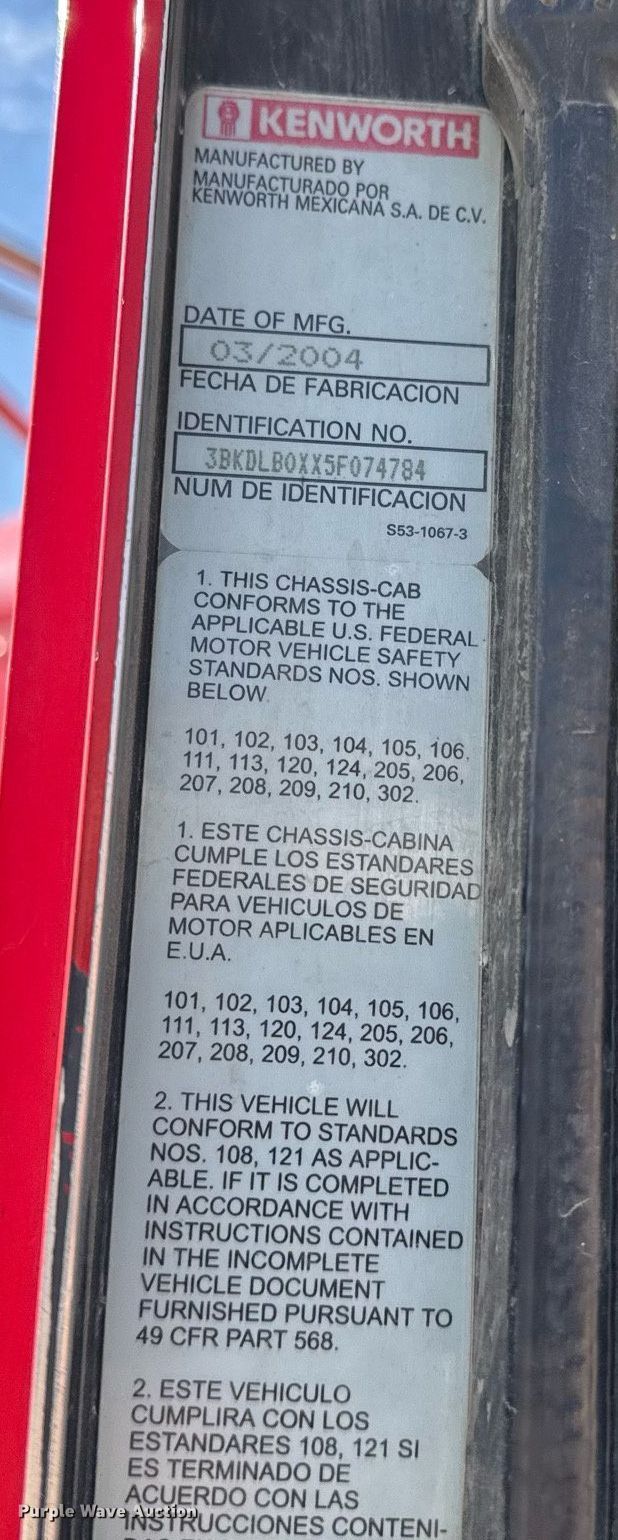 KENWORTH
MANUFACTURED BY
MANUFACTURADO POR
KENWORTH MEXICANA S.A. DE C.V.
DATE OF MFG.
03/2004
FECHA DE FABRICACION
IDENTIFICATION NO.
3BKDLB0XX5F074784
NUM DE IDENTIFICACION
S53-1067-3
1. THIS CHASSIS-CAB
CONFORMS TO THE
APPLICABLE U.S. FEDERAL
MOTOR VEHICLE SAFETY
STANDARDS NOS. SHOWN
BELOW.
101, 102, 103, 104, 105, 106,
111, 113, 120, 124, 205, 206,
207, 208, 209, 210, 302.
1. ESTE CHASSIS-CABINA
CUMPLE LOS ESTANDARES
FEDERALES DE SEGURIDAD
PARA VEHICULOS DE
MOTOR APLICABLES EN
E.U.A.
101, 102, 103, 104, 105, 106,
111, 113, 120, 124, 205, 206,
207, 208, 209, 210, 302.
2. THIS VEHICLE WILL
CONFORM TO STANDARDS
NOS. 108, 121 AS APPLIC-
ABLE. IF IT IS COMPLETED
IN ACCORDANCE WITH
INSTRUCTIONS CONTAINED
IN THE INCOMPLETE
VEHICLE DOCUMENT
FURNISHED PURSUANT TO
49 CFR PART 568.
2. ESTE VEHICULO
CUMPLIRA CON LOS
ESTANDARES 108, 121 SI
ES TERMINADO DE
ACUERDO CON LAS
INSTRUCCIONES CONTENI-
Purple Wave Auction